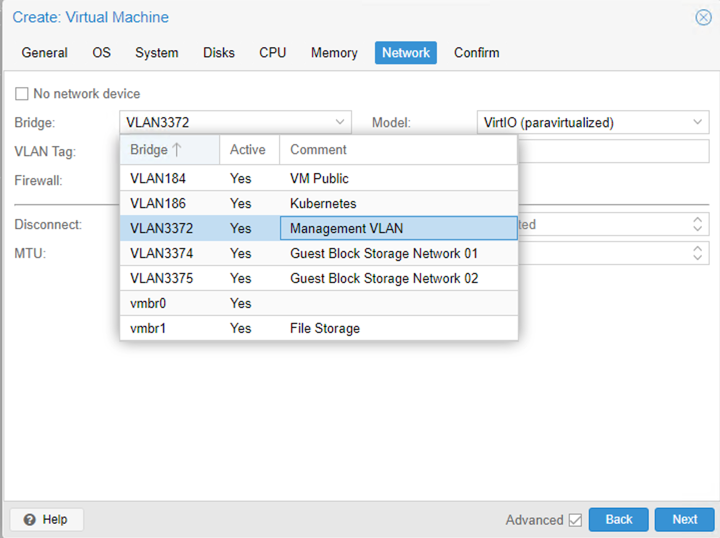 Create: Virtual Machine
General OS System Disks CPU Memory Network Confirm
No network device
Bridge: VLAN3372 Model: VirtIO (paravirtualized)
VLAN Tag:
Bridge Active Comment
VLAN184 Yes VM Public
Firewall:
VLAN186 Yes Kubernetes
Disconnect: VLAN3372 Yes Management VLAN
MTU: VLAN3374 Yes Guest Block Storage Network 01
VLAN3375 Yes Guest Block Storage Network 02
vmbr0 Yes
vmbr1 Yes File Storage
Help Advanced Back Next